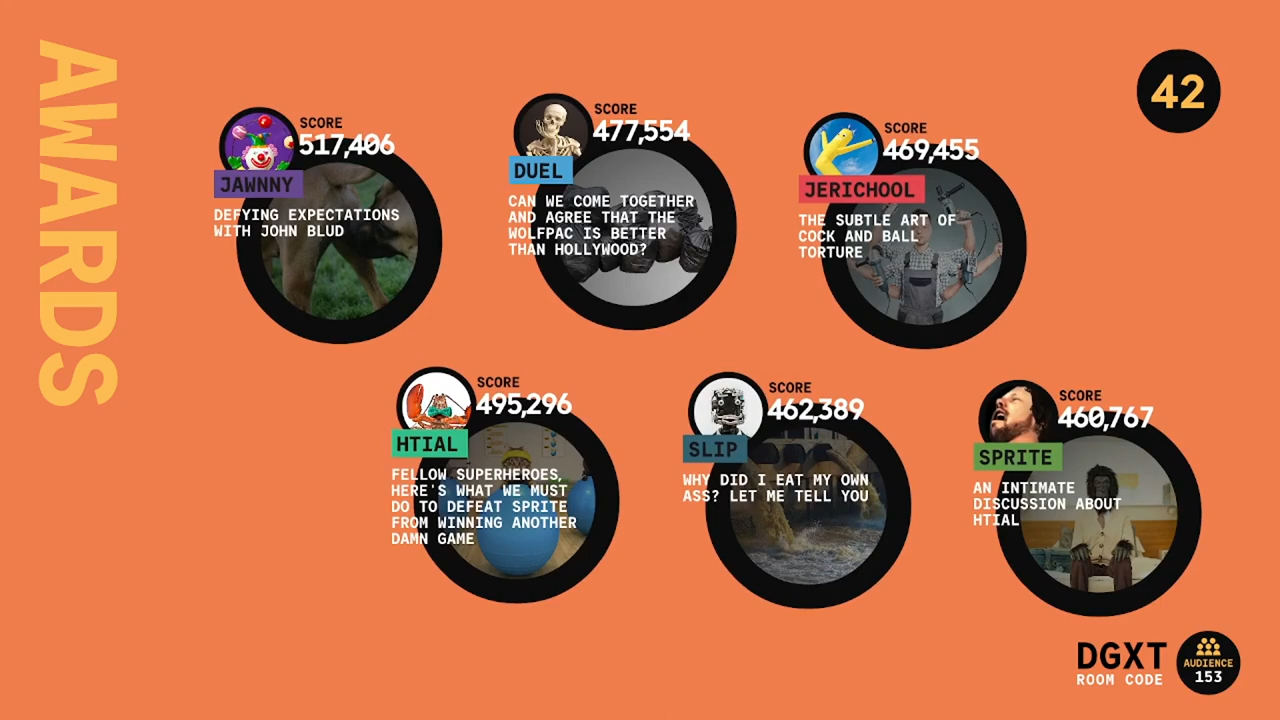 AWARDS
42
SCORE
517,406
JAWNNY
DEFYING EXPECTATIONS
WITH JOHN BLUD
SCORE
477,554
DUEL
CAN WE COME TOGETHER
AND AGREE THAT THE
WOLFPAC IS BETTER
THAN HOLLYWOOD?
SCORE
469,455
JERICHOOL
THE SUBTLE ART OF
COCK AND BALL
TORTURE
SCORE
495,296
HTIAL
FELLOW SUPERHEROES,
HERE'S WHAT WE MUST
DO TO DEFEAT SPRITE
FROM WINNING ANOTHER
DAMN GAME
SCORE
462,389
SLIP
WHY DID I EAT MY OWN
ASS? LET ME TELL YOU
SCORE
460,767
SPRITE
AN INTIMATE
DISCUSSION ABOUT
HTIAL
DGXT
ROOM CODE
AUDIENCE
153